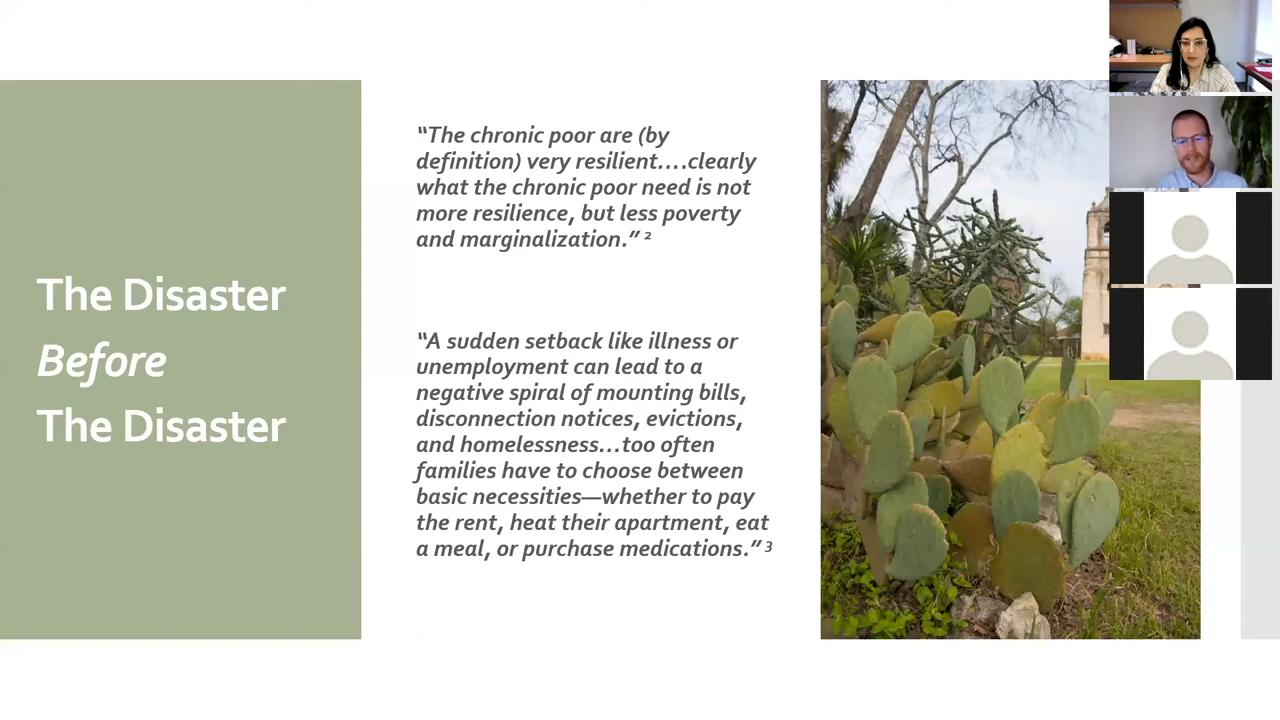 The Disaster
Before
The Disaster
“The chronic poor are (by
definition) very resilient….clearly
what the chronic poor need is not
more resilience, but less poverty
and marginalization.” 2
“A sudden setback like illness or
unemployment can lead to a
negative spiral of mounting bills,
disconnection notices, evictions,
and homelessness…too often
families have to choose between
basic necessities—whether to pay
the rent, heat their apartment, eat
a meal, or purchase medications.” 3